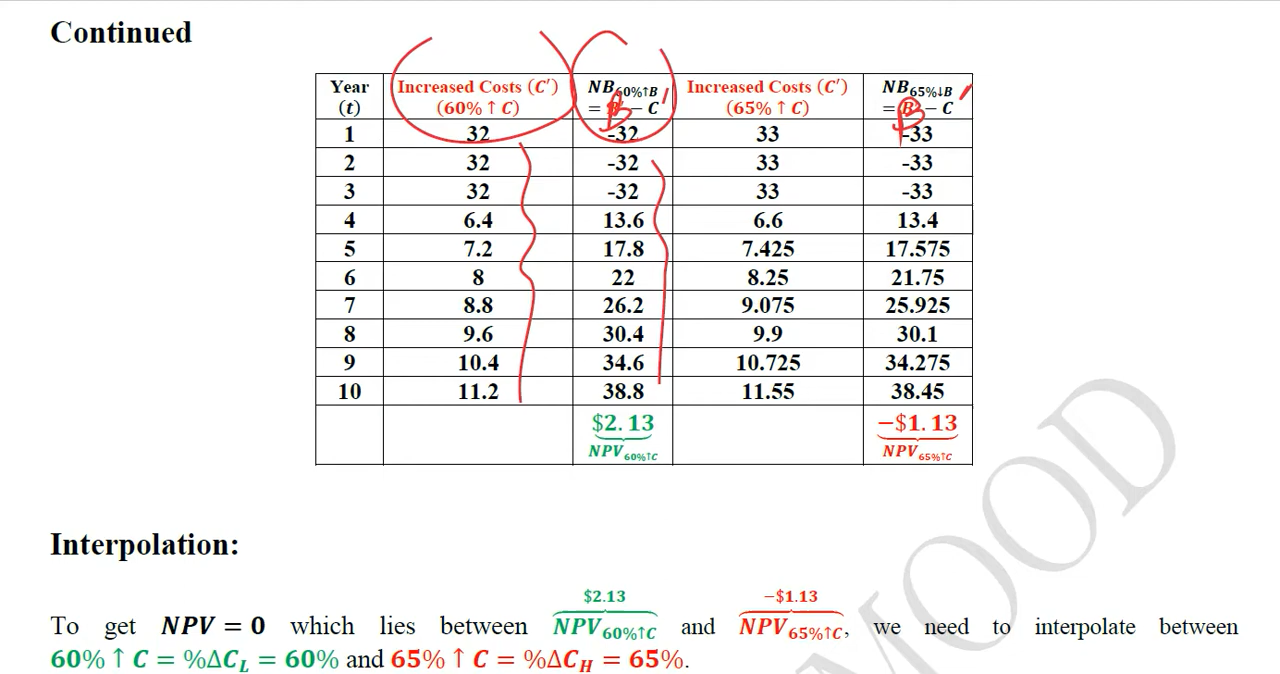 Continued
Year (t) Increased Costs (C′) (60% ↑ C) NB60%↑B = B − C′ Increased Costs (C′) (65% ↑ C) NB65%↓B = B − C′
1 32 -32 33 -33
2 32 -32 33 -33
3 32 -32 33 -33
4 6.4 13.6 6.6 13.4
5 7.2 17.8 7.425 17.575
6 8 22 8.25 21.75
7 8.8 26.2 9.075 25.925
8 9.6 30.4 9.9 30.1
9 10.4 34.6 10.725 34.275
10 11.2 38.8 11.55 38.45
$2.13 −$1.13
NPV60%↑C NPV65%↑C
Interpolation:
$2.13 −$1.13
To get NPV = 0 which lies between NPV60%↑C and NPV65%↑C, we need to interpolate between
60% ↑ C = %ΔCL = 60% and 65% ↑ C = %ΔCH = 65%.
MOOD